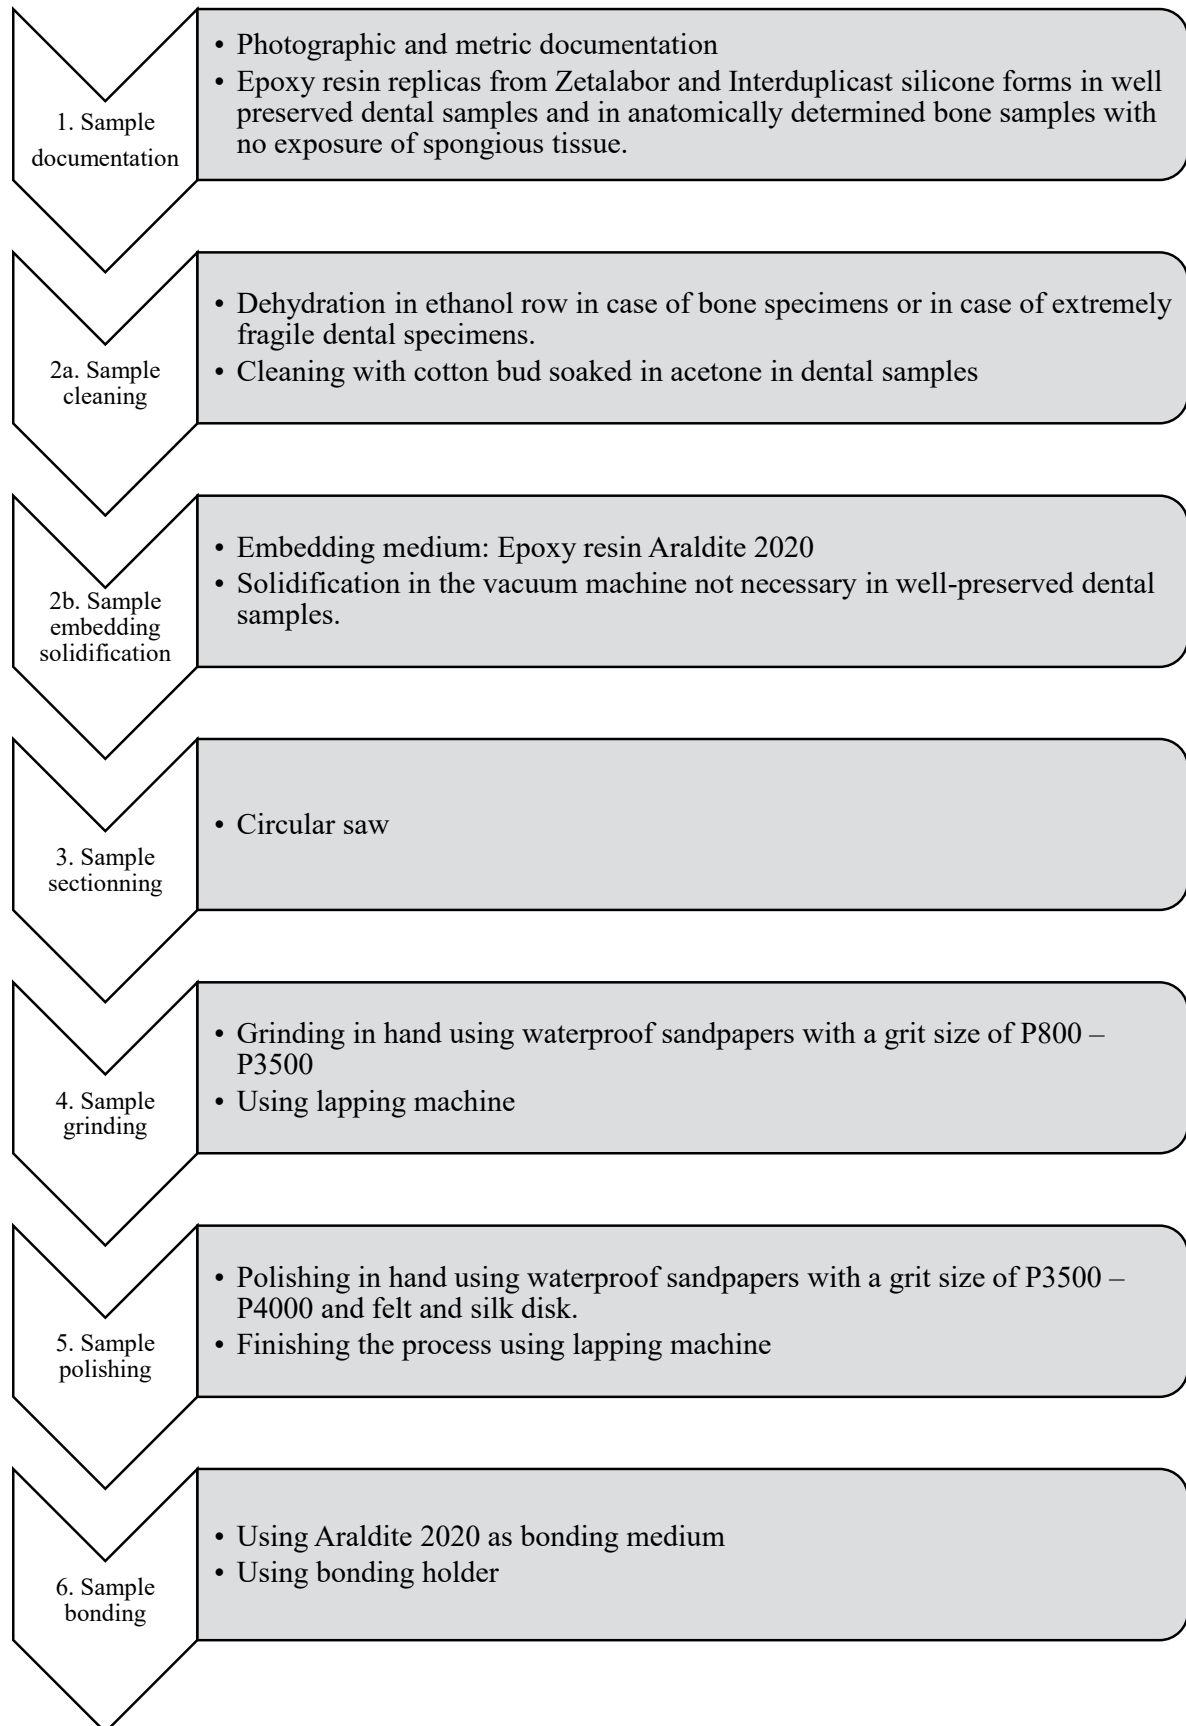 1. Sample
documentation
• Photographic and metric documentation
• Epoxy resin replicas from Zetalabor and Interduplicast silicone forms in well
preserved dental samples and in anatomically determined bone samples with
no exposure of spongious tissue.
2a. Sample
cleaning
• Dehydration in ethanol row in case of bone specimens or in case of extremely
fragile dental specimens.
• Cleaning with cotton bud soaked in acetone in dental samples
2b. Sample
embedding
solidification
• Embedding medium: Epoxy resin Araldite 2020
• Solidification in the vacuum machine not necessary in well-preserved dental
samples.
3. Sample
sectionning
• Circular saw
4. Sample
grinding
• Grinding in hand using waterproof sandpapers with a grit size of P800 –
P3500
• Using lapping machine
5. Sample
polishing
• Polishing in hand using waterproof sandpapers with a grit size of P3500 –
P4000 and felt and silk disk.
• Finishing the process using lapping machine
6. Sample
bonding
• Using Araldite 2020 as bonding medium
• Using bonding holder